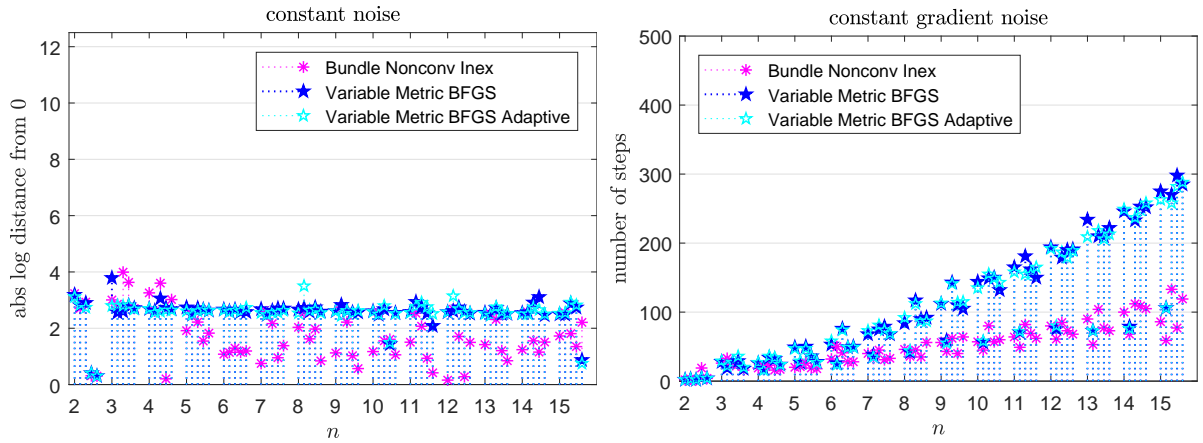 constant noise
abs log distance from 0
12
10
8
6
4
2
0
Bundle Nonconv Inex
Variable Metric BFGS
Variable Metric BFGS Adaptive
2 3 4 5 6 7 8 9 10 11 12 13 14 15
n
constant gradient noise
number of steps
500
400
300
200
100
0
Bundle Nonconv Inex
Variable Metric BFGS
Variable Metric BFGS Adaptive
2 3 4 5 6 7 8 9 10 11 12 13 14 15
n